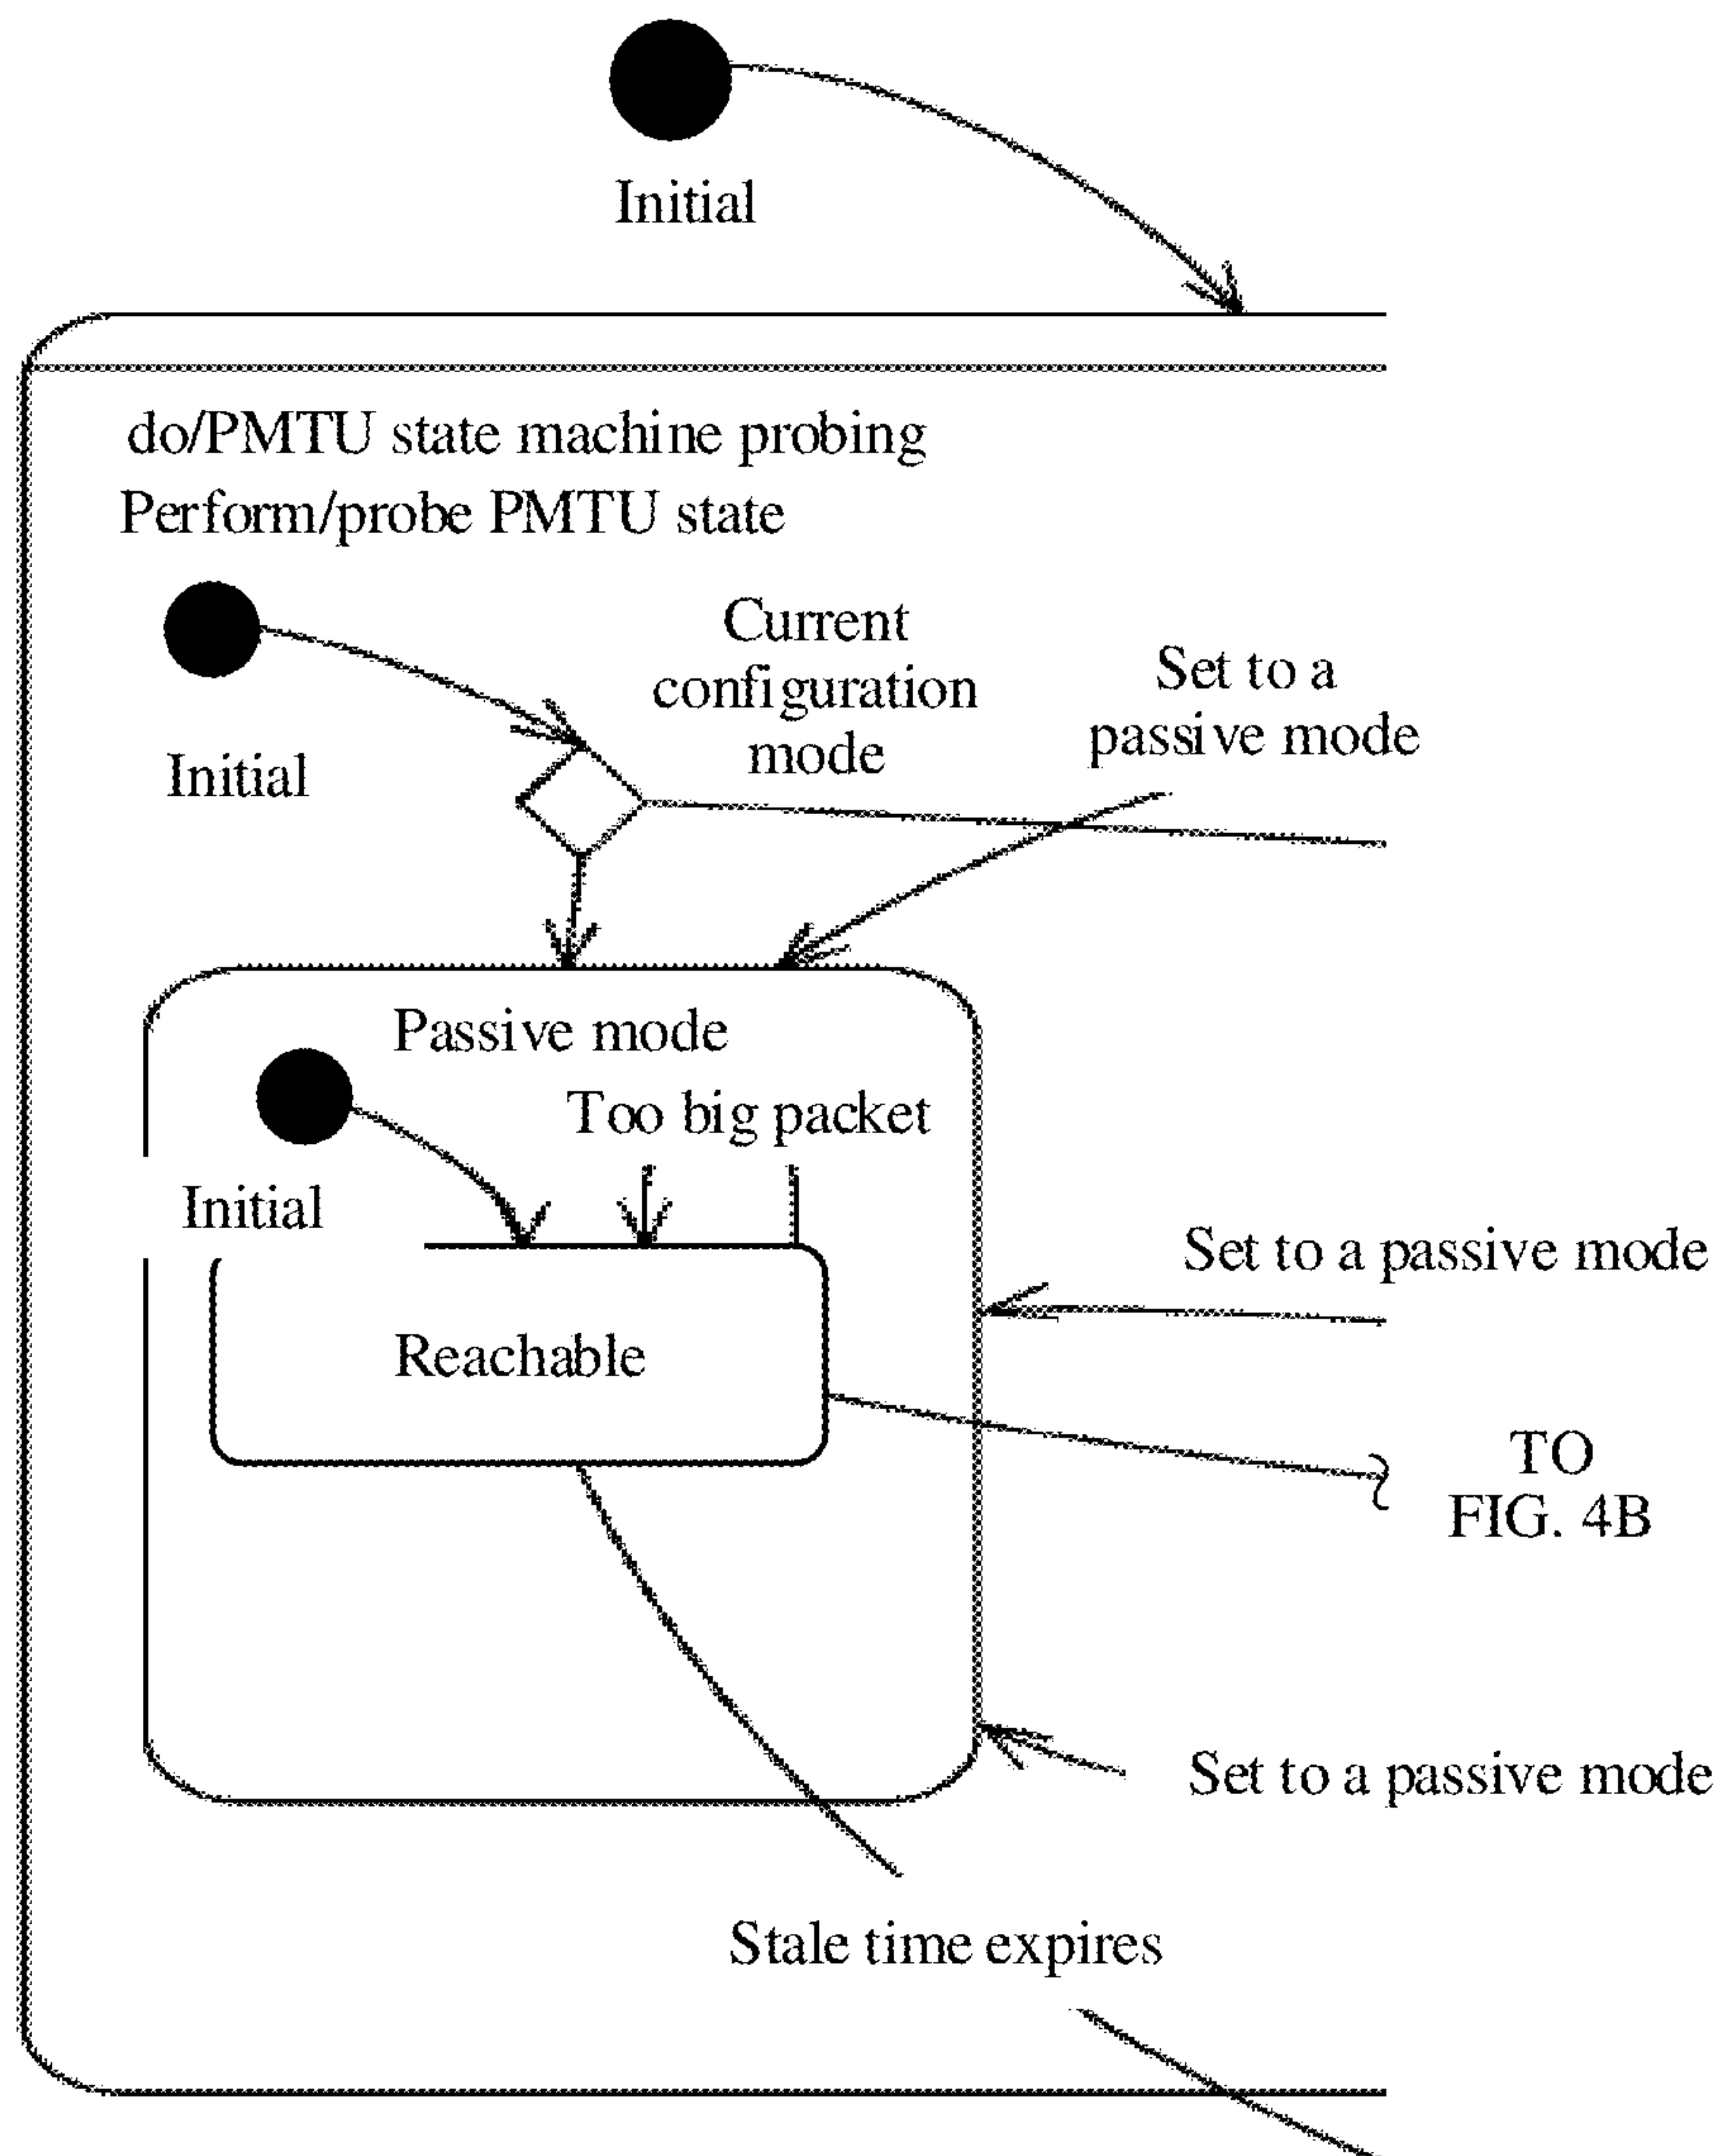 Initial
do/PMTU state machine probing
Perform/probe PMTU state
Current
configuration
mode
Set to a
passive mode
Initial
Passive mode
Too big packet
Initial
Set to a passive mode
Reachable
TO
FIG. 4B
Set to a passive mode
Stale time expires